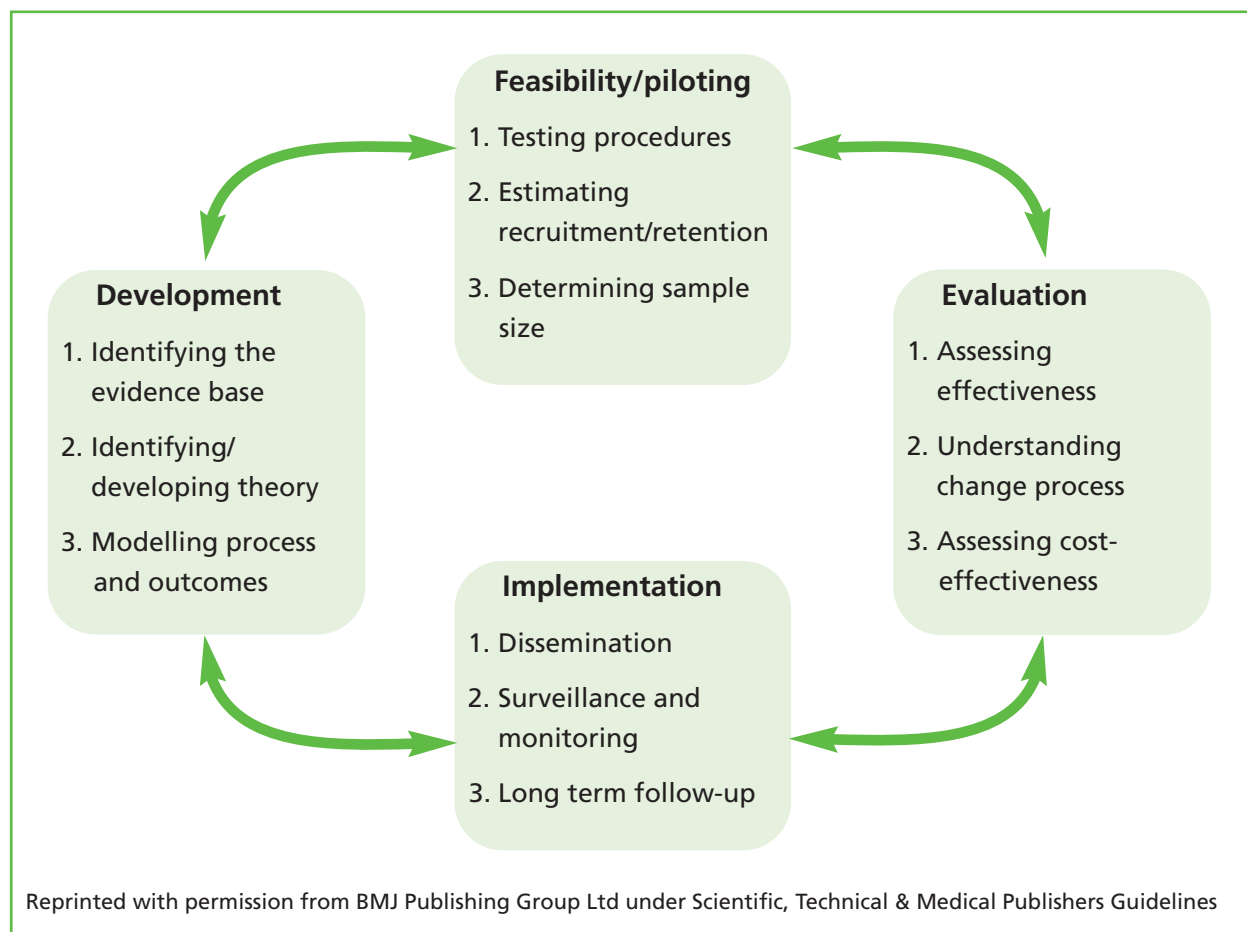 Feasibility/piloting
1. Testing procedures
2. Estimating
recruitment/retention
3. Determining sample
size
Development
1. Identifying the
evidence base
2. Identifying/
developing theory
3. Modelling process
and outcomes
Evaluation
1. Assessing
effectiveness
2. Understanding
change process
3. Assessing cost-
effectiveness
Implementation
1. Dissemination
2. Surveillance and
monitoring
3. Long term follow-up
Reprinted with permission from BMJ Publishing Group Ltd under Scientific, Technical & Medical Publishers Guidelines